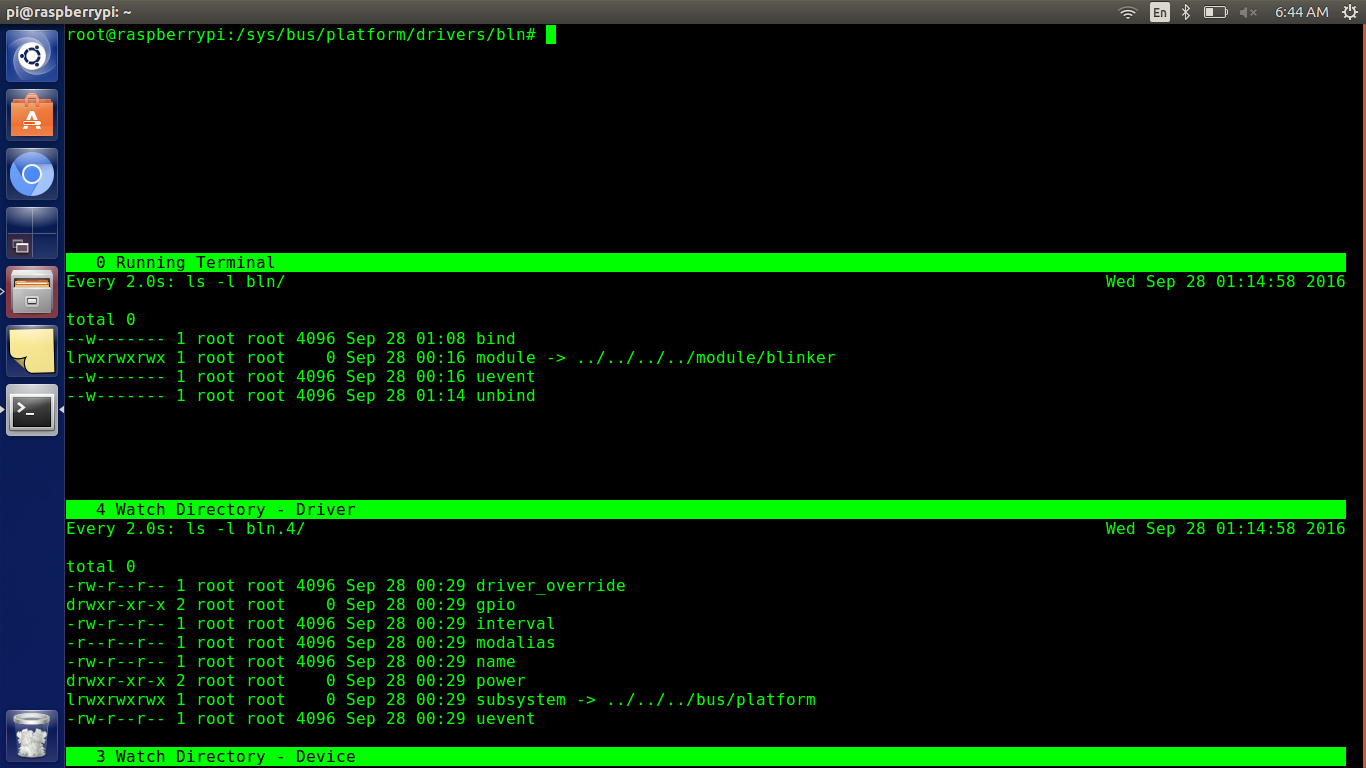 pi@raspberrypi: ~
En
6:44 AM
root@raspberrypi:/sys/bus/platform/drivers/bln#
0 Running Terminal
Every 2.0s: ls -l bln/ Wed Sep 28 01:14:58 2016
total 0
--w------- 1 root root 4096 Sep 28 01:08 bind
lrwxrwxrwx 1 root root    0 Sep 28 00:16 module -> ../../../../module/blinker
--w------- 1 root root 4096 Sep 28 00:16 uevent
--w------- 1 root root 4096 Sep 28 01:14 unbind
4 Watch Directory - Driver
Every 2.0s: ls -l bln.4/ Wed Sep 28 01:14:58 2016
total 0
-rw-r--r-- 1 root root 4096 Sep 28 00:29 driver_override
drwxr-xr-x 2 root root    0 Sep 28 00:29 gpio
-rw-r--r-- 1 root root 4096 Sep 28 00:29 interval
-r--r--r-- 1 root root 4096 Sep 28 00:29 modalias
-rw-r--r-- 1 root root 4096 Sep 28 00:29 name
drwxr-xr-x 2 root root    0 Sep 28 00:29 power
lrwxrwxrwx 1 root root    0 Sep 28 00:29 subsystem -> ../../../bus/platform
-rw-r--r-- 1 root root 4096 Sep 28 00:29 uevent
3 Watch Directory - Device